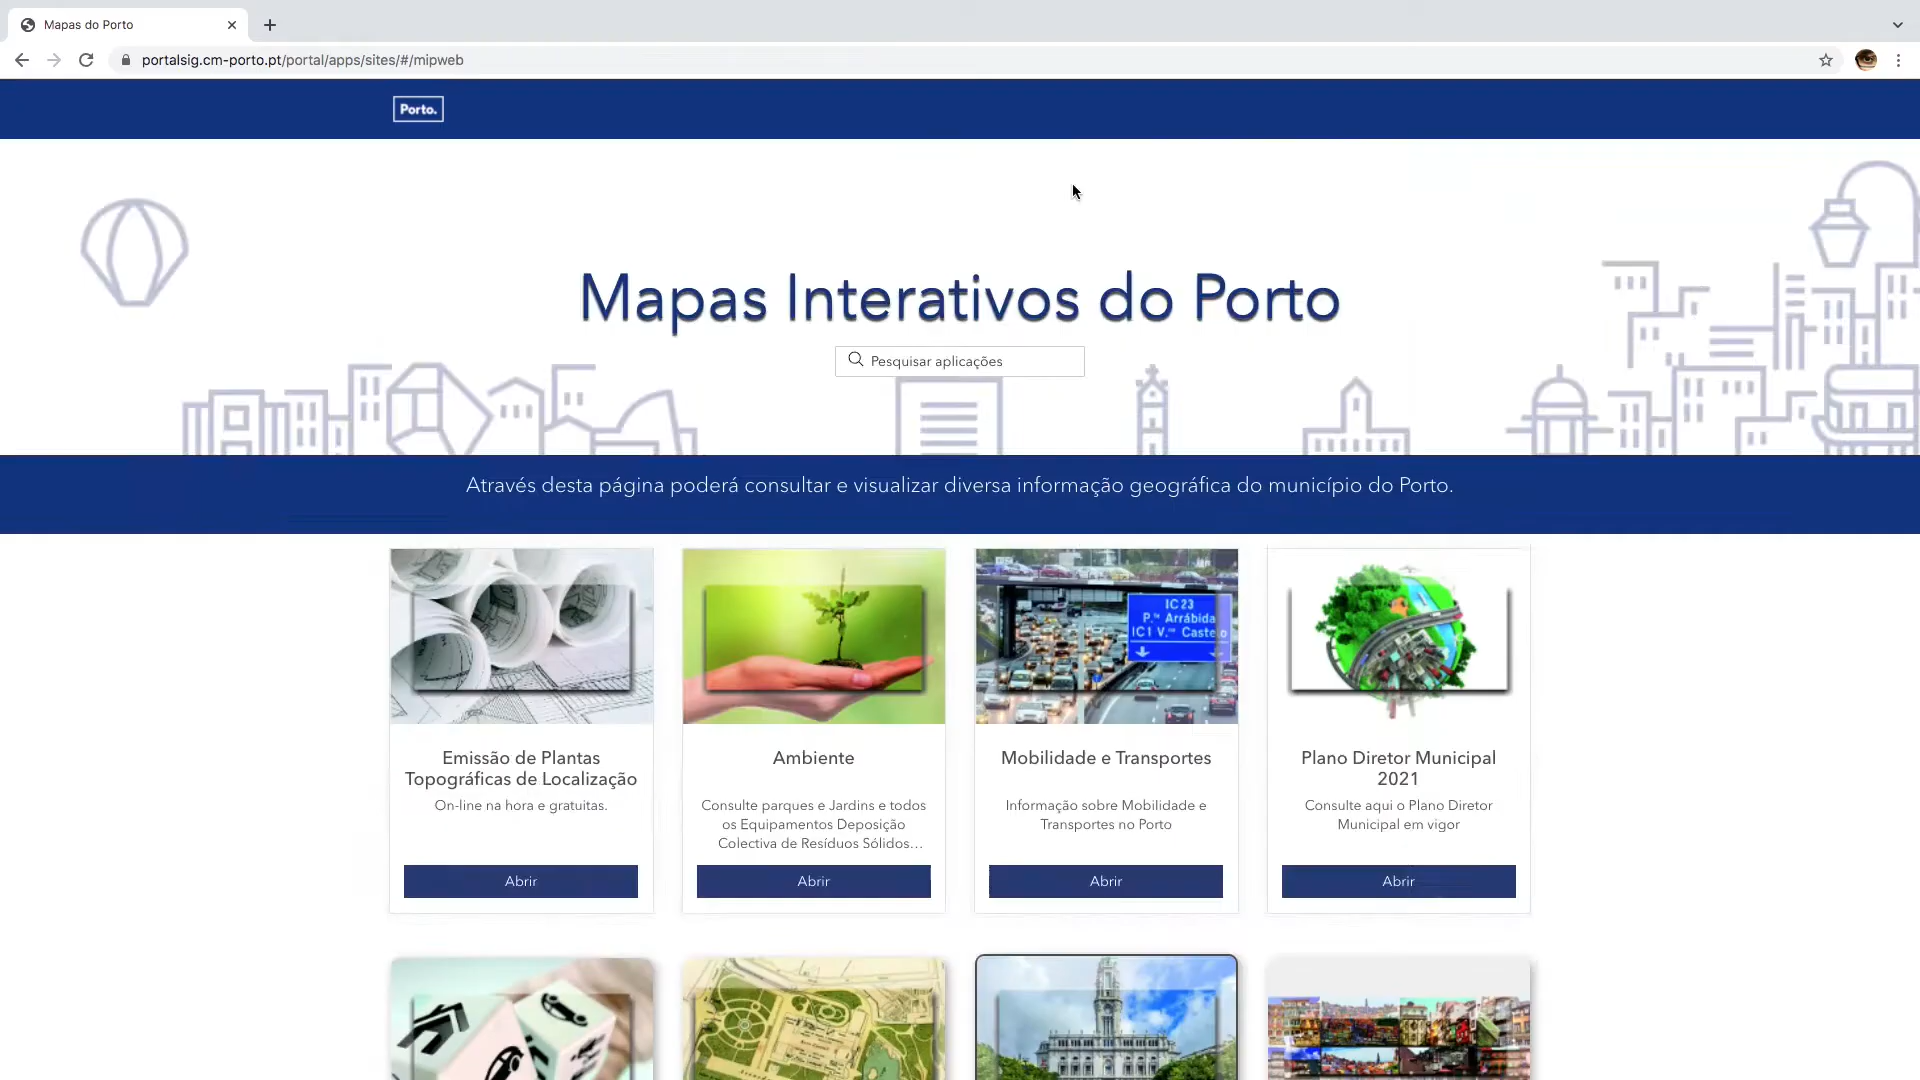 Mapas do Porto
portalsig.cm-porto.pt/portal/apps/sites/#/mipweb
Porto.
Mapas Interativos do Porto
Pesquisar aplicações
Através desta página poderá consultar e visualizar diversa informação geográfica do município do Porto.
IC23
P.te Arrábida
IC1 V.na Castelo
Emissão de Plantas
Topográficas de Localização
On-line na hora e gratuitas.
Abrir
Ambiente
Consulte parques e Jardins e todos
os Equipamentos Deposição
Colectiva de Resíduos Sólidos…
Abrir
Mobilidade e Transportes
Informação sobre Mobilidade e
Transportes no Porto
Abrir
Plano Diretor Municipal
2021
Consulte aqui o Plano Diretor
Municipal em vigor
Abrir